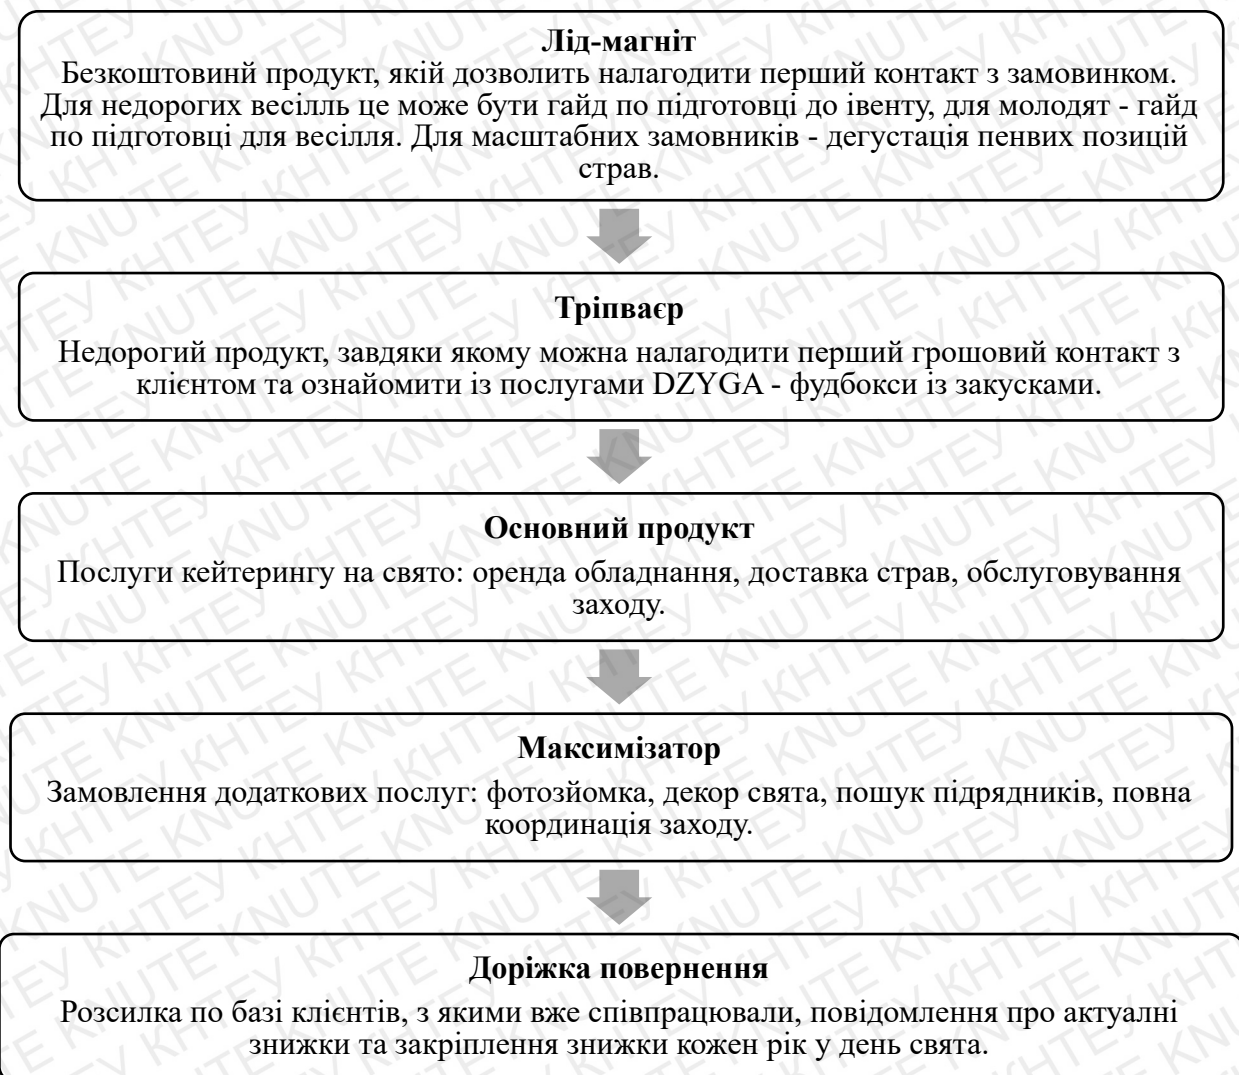 Лід-магніт
Безкоштовинй продукт, якій дозволить налагодити перший контакт з замовинком.
Для недорогих весілль це може бути гайд по підготовці до івенту, для молодят - гайд
по підготовці для весілля. Для масштабних замовників - дегустація пенвих позицій
страв.
Тріпваєр
Недорогий продукт, завдяки якому можна налагодити перший грошовий контакт з
клієнтом та ознайомити із послугами DZYGA - фудбокси із закусками.
Основний продукт
Послуги кейтерингу на свято: оренда обладнання, доставка страв, обслуговування
заходу.
Максимізатор
Замовлення додаткових послуг: фотозйомка, декор свята, пошук підрядників, повна
координація заходу.
Доріжка повернення
Розсилка по базі клієнтів, з якими вже співпрацювали, повідомлення про актуалні
знижки та закріплення знижки кожен рік у день свята.